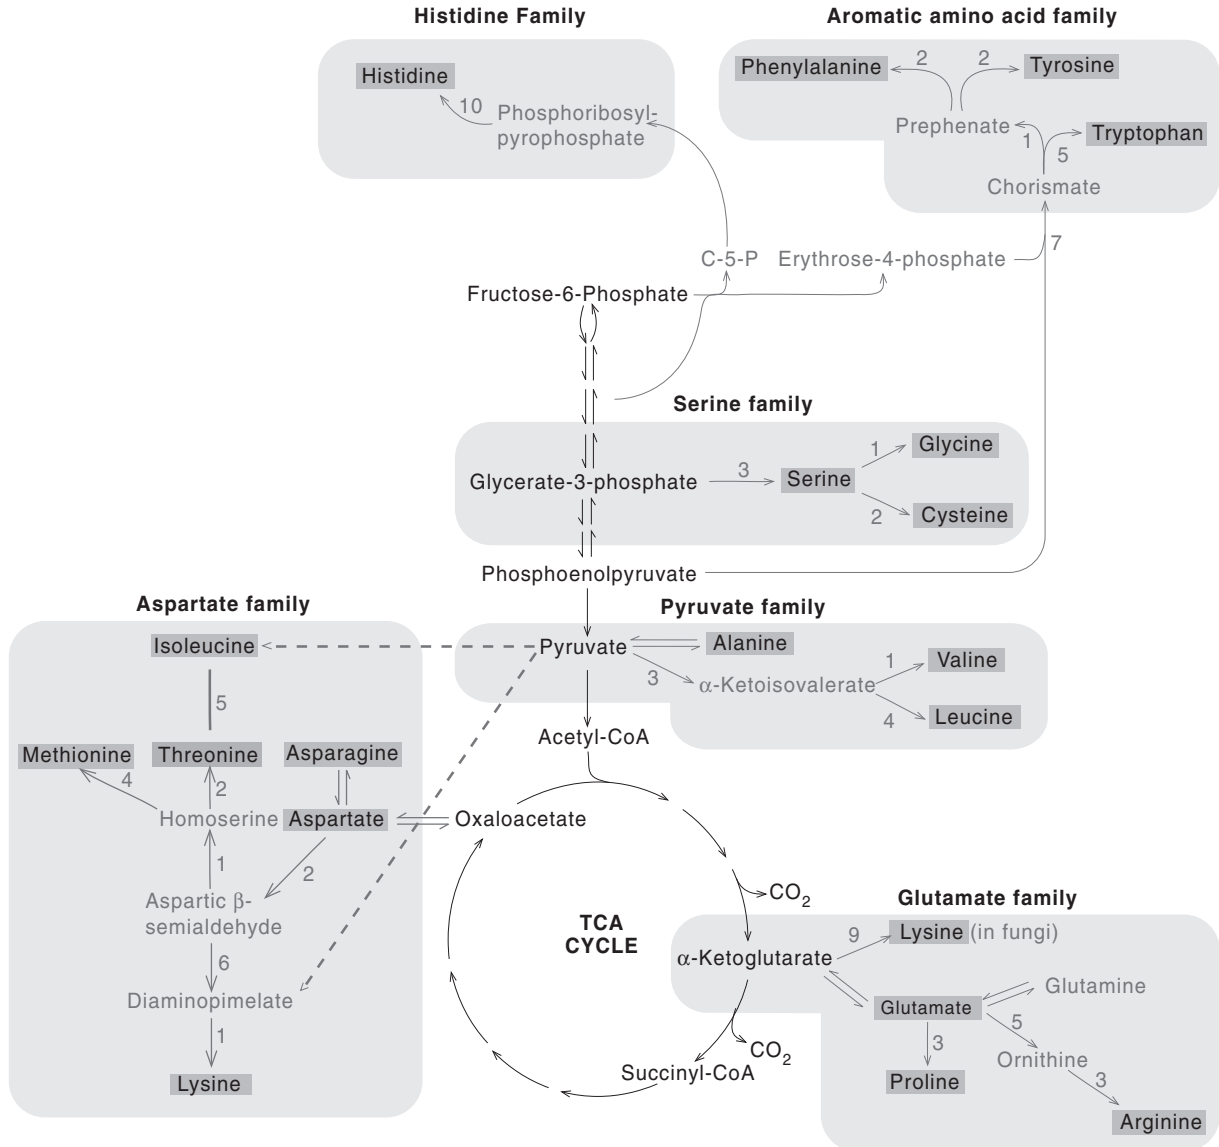 Histidine Family
Aromatic amino acid family
Histidine
10
Phosphoribosyl-
pyrophosphate
Phenylalanine
2
2
Tyrosine
Prephenate
1
5
Tryptophan
Chorismate
7
C-5-P
Erythrose-4-phosphate
Fructose-6-Phosphate
Serine family
Glycerate-3-phosphate
3
Serine
1
Glycine
2
Cysteine
Phosphoenolpyruvate
Aspartate family
Pyruvate family
Isoleucine
5
Pyruvate
Alanine
3
α-Ketoisovalerate
1
Valine
4
Leucine
Acetyl-CoA
Methionine
Threonine
Asparagine
4
2
Homoserine
Aspartate
Oxaloacetate
1
2
Aspartic β-
semialdehyde
6
Diaminopimelate
1
Lysine
TCA
CYCLE
CO2
Glutamate family
α-Ketoglutarate
9
Lysine (in fungi)
Glutamate
Glutamine
3
5
Ornithine
Proline
3
Arginine
CO2
Succinyl-CoA